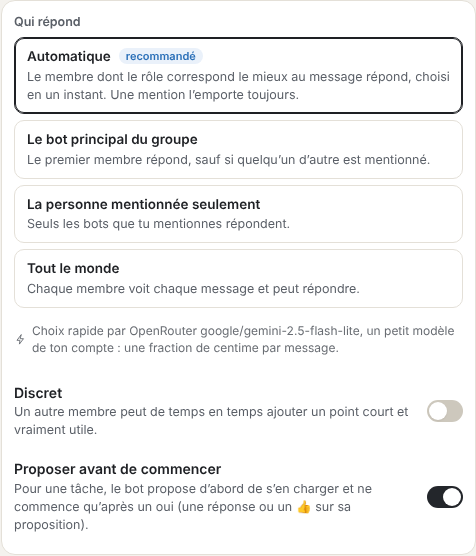 Qui répond
Automatique recommandé
Le membre dont le rôle correspond le mieux au message répond, choisi
en un instant. Une mention l’emporte toujours.
Le bot principal du groupe
Le premier membre répond, sauf si quelqu’un d’autre est mentionné.
La personne mentionnée seulement
Seuls les bots que tu mentionnes répondent.
Tout le monde
Chaque membre voit chaque message et peut répondre.
Choix rapide par OpenRouter google/gemini-2.5-flash-lite, un petit modèle
de ton compte : une fraction de centime par message.
Discret
Un autre membre peut de temps en temps ajouter un point court et
vraiment utile.
Proposer avant de commencer
Pour une tâche, le bot propose d’abord de s’en charger et ne
commence qu’après un oui (une réponse ou un 👍 sur sa
proposition).